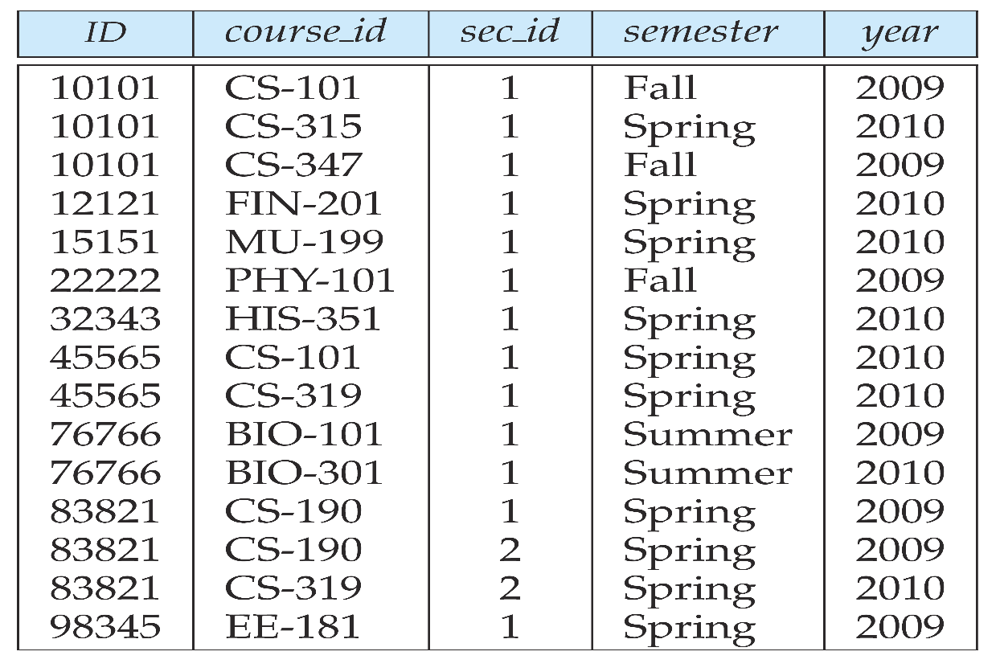 ID course_id sec_id semester year
10101 CS-101 1 Fall 2009
10101 CS-315 1 Spring 2010
10101 CS-347 1 Fall 2009
12121 FIN-201 1 Spring 2010
15151 MU-199 1 Spring 2010
22222 PHY-101 1 Fall 2009
32343 HIS-351 1 Spring 2010
45565 CS-101 1 Spring 2010
45565 CS-319 1 Spring 2010
76766 BIO-101 1 Summer 2009
76766 BIO-301 1 Summer 2010
83821 CS-190 1 Spring 2009
83821 CS-190 2 Spring 2009
83821 CS-319 2 Spring 2010
98345 EE-181 1 Spring 2009